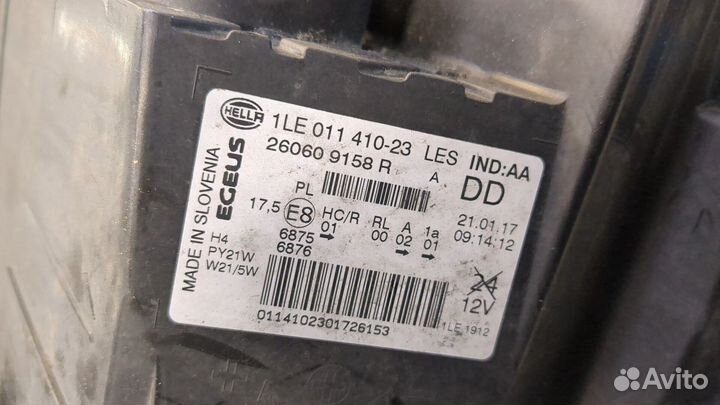 HELLA
1LE 011 410-23 LES IND:AA
26060 9158 R A DD
MADE IN SLOVENIA
EGEUS
PL
17,5 E8 HC/R RL A 1a
01 00 02 01
6875
6876
21.01.17
09:14:12
H4
PY21W
W21/5W
24
12V
0114102301726153
1LE 1912
Avito